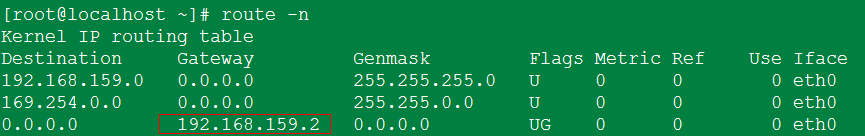 [root@localhost ~]# route -n
Kernel IP routing table
Destination     Gateway         Genmask         Flags Metric Ref    Use Iface
192.168.159.0   0.0.0.0         255.255.255.0   U     0      0        0 eth0
169.254.0.0     0.0.0.0         255.255.0.0     U     0      0        0 eth0
0.0.0.0         192.168.159.2   0.0.0.0         UG    0      0        0 eth0